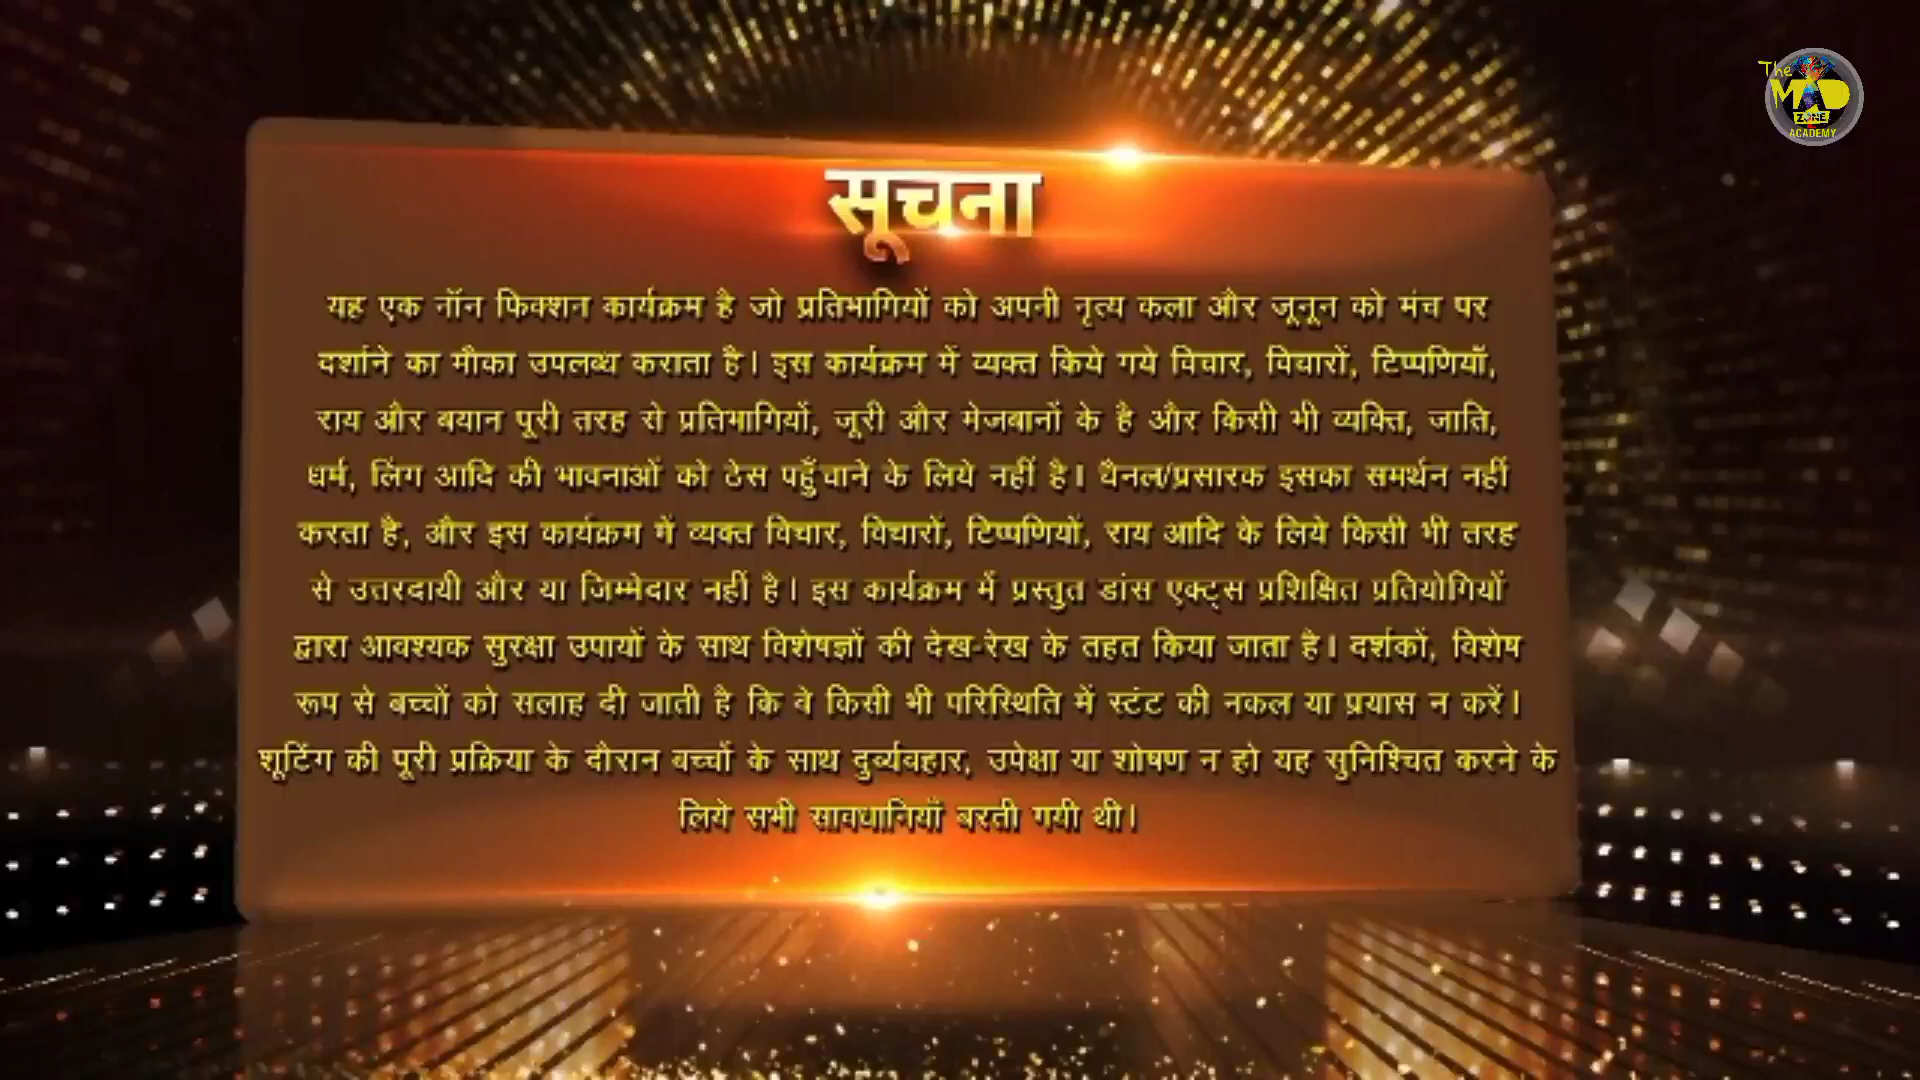 The
MAD
ZONE
ACADEMY
सूचना
यह एक नॉन फिक्शन कार्यक्रम है जो प्रतिभागियों को अपनी नृत्य कला और जूनून को मंच पर
दर्शाने का मौका उपलब्ध कराता है। इस कार्यक्रम में व्यक्त किये गये विचार, विचारों, टिप्पणियॉ,
राय और बयान पूरी तरह से प्रतिभागियों, जूरी और मेजबानों के है और किसी भी व्यक्ति, जाति,
धर्म, लिंग आदि की भावनाओं को ठेस पहुँचाने के लिये नहीं है। चैनल/प्रसारक इसका समर्थन नहीं
करता है, और इस कार्यक्रम में व्यक्त विचार, विचारों, टिप्पणियों, राय आदि के लिये किसी भी तरह
से उत्तरदायी और या जिम्मेदार नहीं है। इस कार्यक्रम में प्रस्तुत डांस एक्ट्स प्रशिक्षित प्रतियोगियों
द्वारा आवश्यक सुरक्षा उपायों के साथ विशेषज्ञों की देख-रेख के तहत किया जाता है। दर्शकों, विशेष
रूप से बच्चों को सलाह दी जाती है कि वे किसी भी परिस्थिति में स्टंट की नकल या प्रयास न करें।
शूटिंग की पूरी प्रक्रिया के दौरान बच्चों के साथ दुर्व्यवहार, उपेक्षा या शोषण न हो यह सुनिश्चित करने के
लिये सभी सावधानियाँ बरती गयी थी।